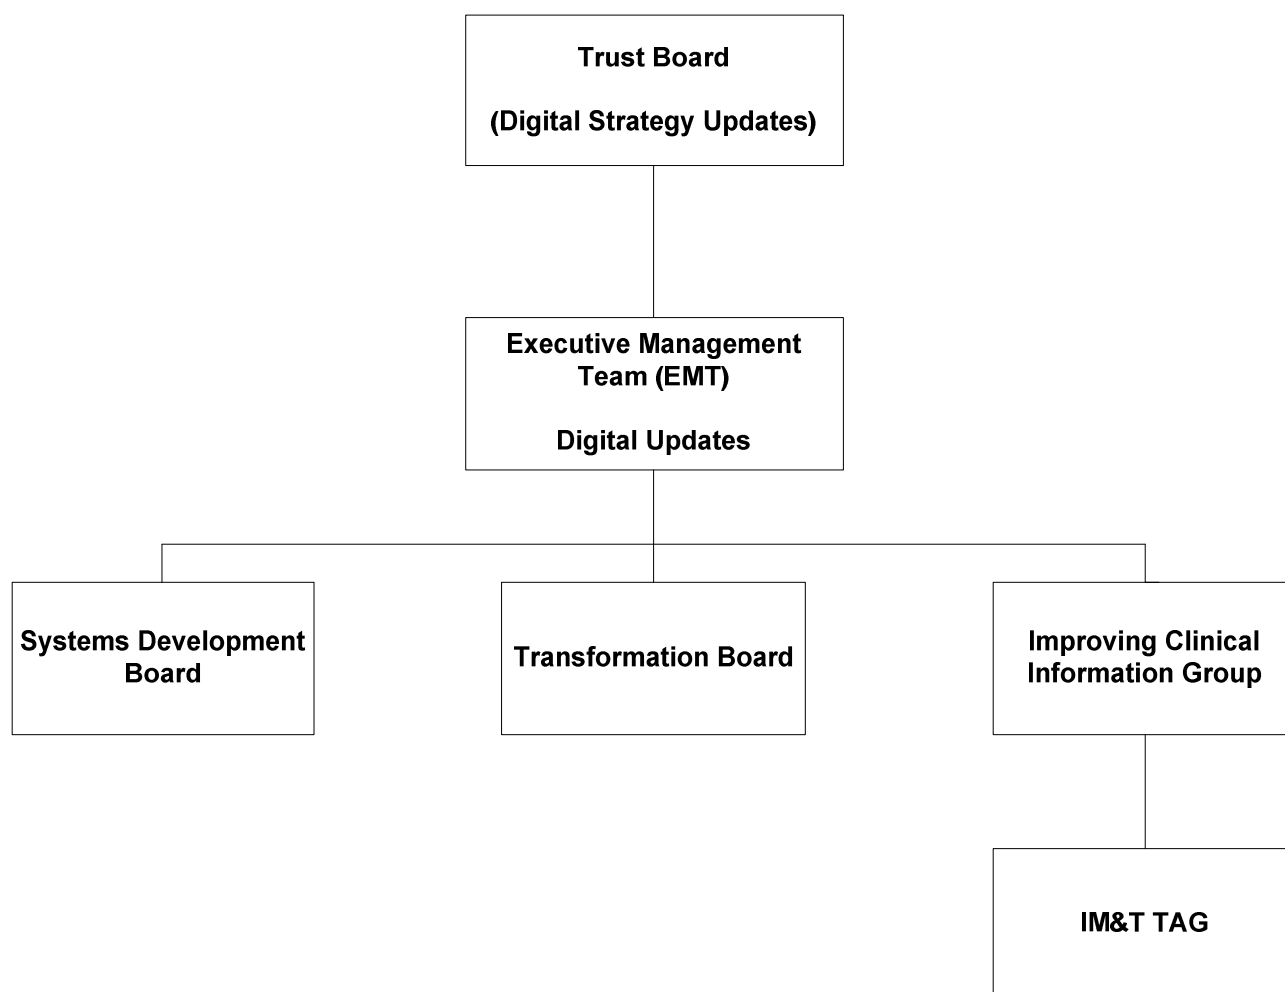 Trust Board
(Digital Strategy Updates)
Executive Management
Team (EMT)
Digital Updates
Systems Development
Board
Transformation Board
Improving Clinical
Information Group
IM&T TAG